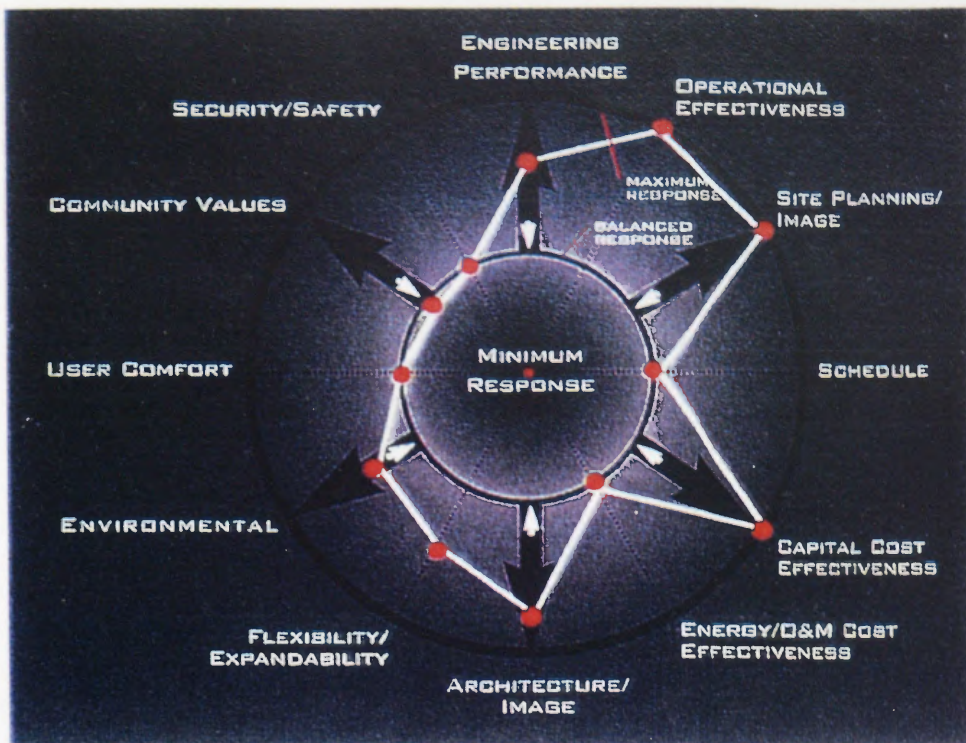 ENGINEERING
PERFORMANCE
OPERATIONAL
EFFECTIVENESS
SECURITY/SAFETY
MAXIMUM
RESPONSE
COMMUNITY VALUES
SITE PLANNING/
IMAGE
BALANCED
RESPONSE
USER COMFORT
MINIMUM
RESPONSE
SCHEDULE
ENVIRONMENTAL
CAPITAL COST
EFFECTIVENESS
FLEXIBILITY/
EXPANDABILITY
ENERGY/O&M COST
EFFECTIVENESS
ARCHITECTURE/
IMAGE